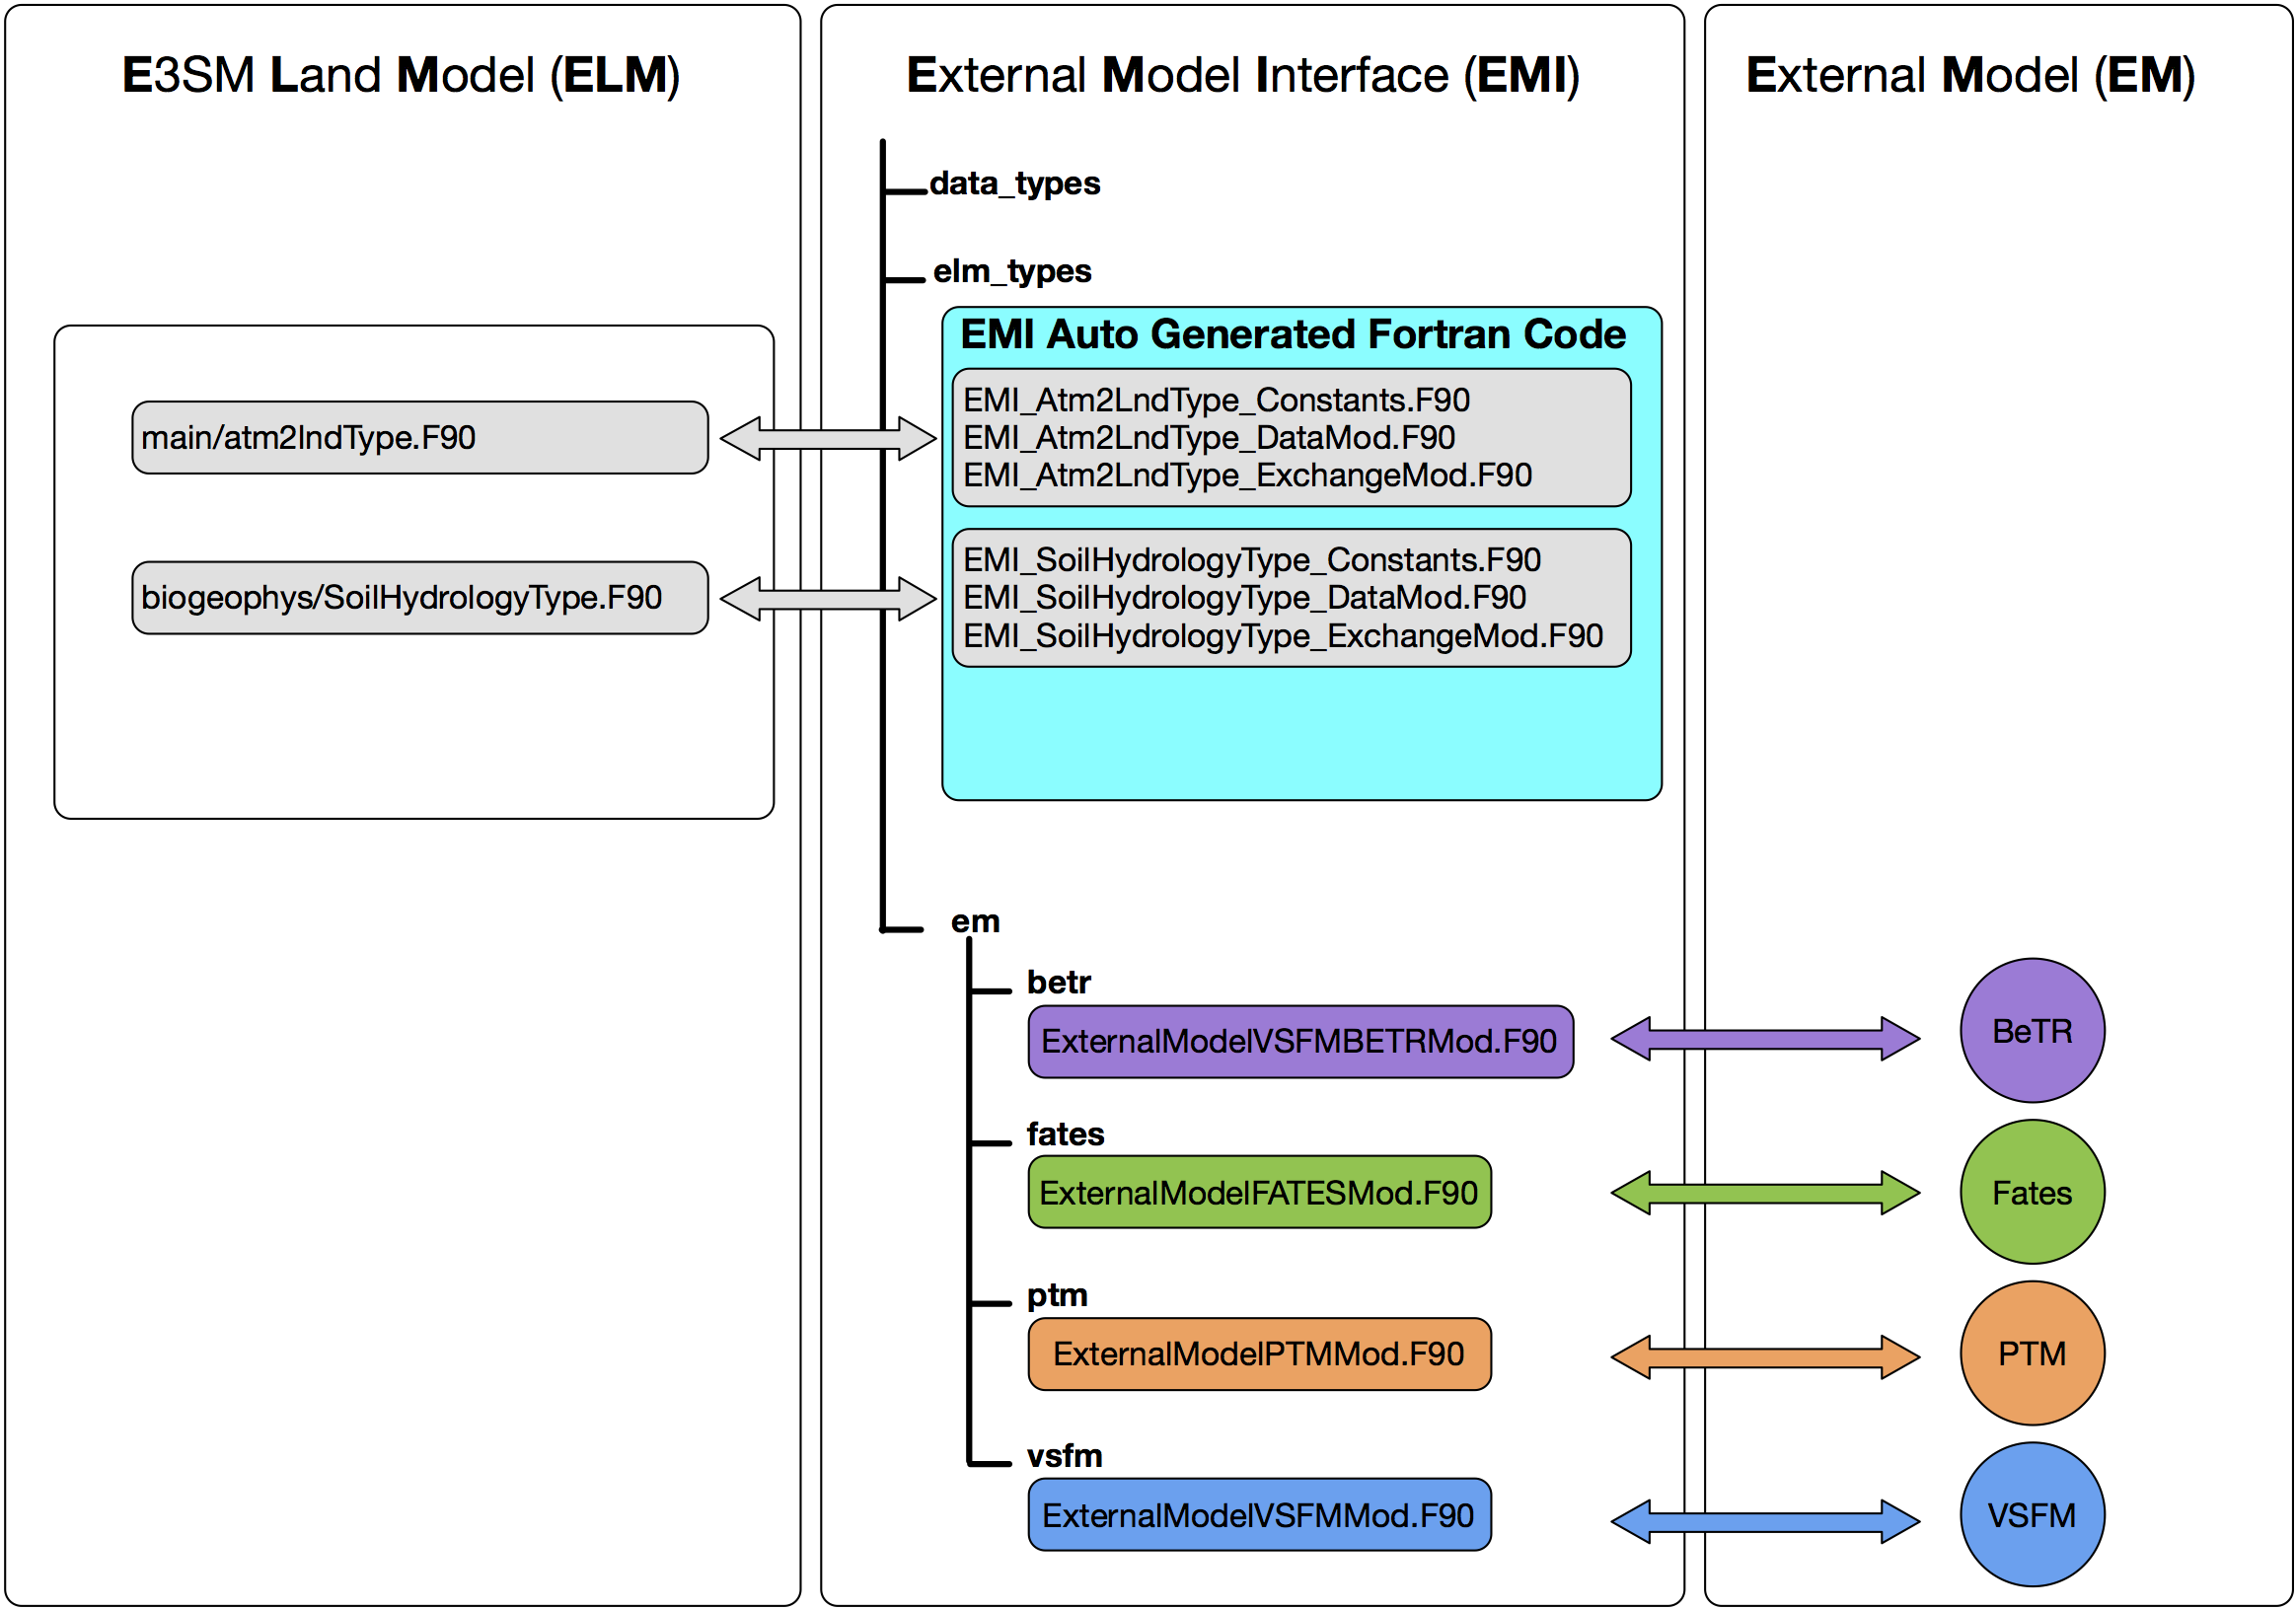 E3SM Land Model (ELM)
main/atm2lndType.F90
biogeophys/SoilHydrologyType.F90
External Model Interface (EMI)
data_types
elm_types
EMI Auto Generated Fortran Code
EMI_Atm2LndType_Constants.F90
EMI_Atm2LndType_DataMod.F90
EMI_Atm2LndType_ExchangeMod.F90
EMI_SoilHydrologyType_Constants.F90
EMI_SoilHydrologyType_DataMod.F90
EMI_SoilHydrologyType_ExchangeMod.F90
em
betr
ExternalModelVSFMBETRMod.F90
fates
ExternalModelFATESMod.F90
ptm
ExternalModelPTMMod.F90
vsfm
ExternalModelVSFMMod.F90
External Model (EM)
BeTR
Fates
PTM
VSFM